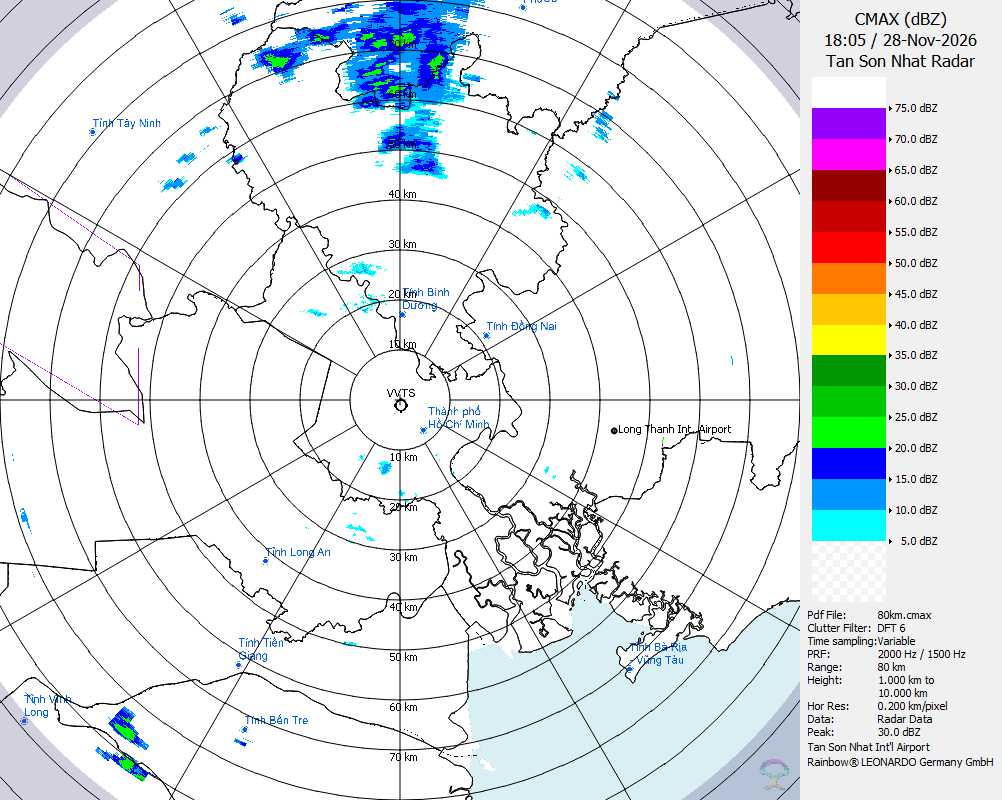 CMAX (dBZ)
18:05 / 28-Nov-2026
Tan Son Nhat Radar
75.0 dBZ
70.0 dBZ
65.0 dBZ
60.0 dBZ
55.0 dBZ
50.0 dBZ
45.0 dBZ
40.0 dBZ
35.0 dBZ
30.0 dBZ
25.0 dBZ
20.0 dBZ
15.0 dBZ
10.0 dBZ
5.0 dBZ
Pdf File: 80km.cmax
Clutter Filter: DFT 6
Time sampling:Variable
PRF: 2000 Hz / 1500 Hz
Range: 80 km
Height: 1.000 km to
10.000 km
Hor Res: 0.200 km/pixel
Data: Radar Data
Peak: 30.0 dBZ
Tan Son Nhat Int'l Airport
Rainbow® LEONARDO Germany GmbH
Tỉnh Tây Ninh
40 km
30 km
20 km
Tỉnh Bình
Dương
Tỉnh Đồng Nai
10 km
VVTS
Thành phố
Hồ Chí Minh
Long Thanh Int. Airport
10 km
20 km
30 km
Tỉnh Long An
40 km
Tỉnh Tiền
Giang
50 km
Tỉnh Bà Rịa
- Vũng Tàu
Tỉnh Vĩnh
Long
60 km
Tỉnh Bến Tre
70 km